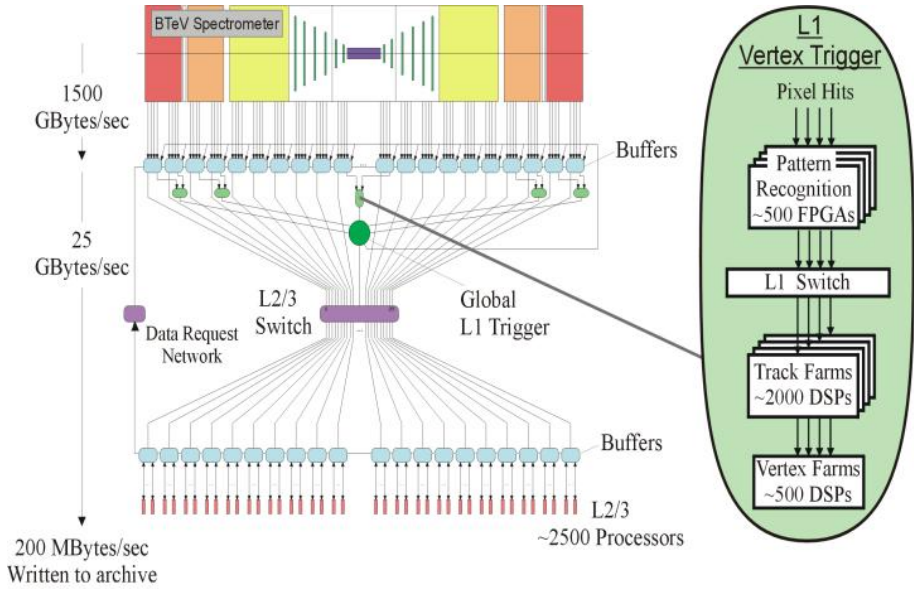 BTeV Spectrometer
1500
GBytes/sec
Buffers
25
GBytes/sec
L2/3
Switch
Global
L1 Trigger
Data Request
Network
Buffers
L2/3
~2500 Processors
200 MBytes/sec
Written to archive
L1
Vertex Trigger
Pixel Hits
Pattern
Recognition
~500 FPGAs
L1 Switch
Track Farms
~2000 DSPs
Vertex Farms
~500 DSPs